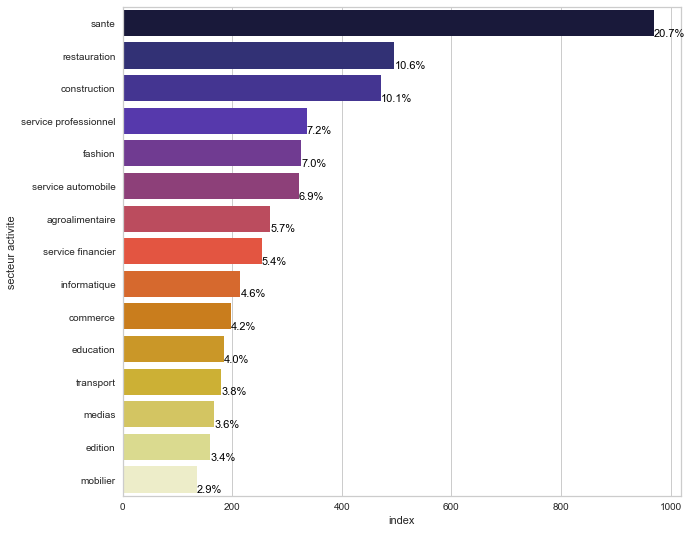 sante
20.7%
restauration
10.6%
construction
10.1%
service professionnel
7.2%
fashion
7.0%
service automobile
6.9%
agroalimentaire
5.7%
service financier
5.4%
informatique
4.6%
commerce
4.2%
education
4.0%
transport
3.8%
medias
3.6%
edition
3.4%
mobilier
2.9%
secteur activite
0 200 400 600 800 1000
index